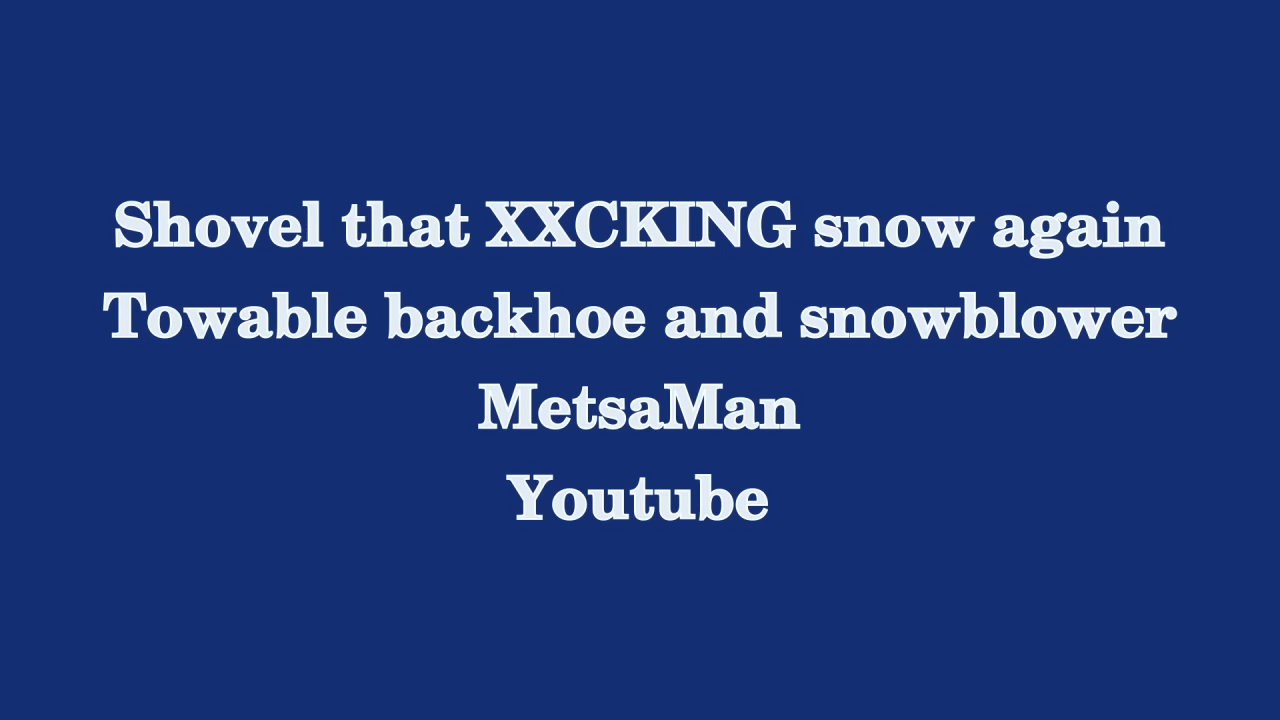 Shovel that XXCKING snow again
Towable backhoe and snowblower
MetsaMan
Youtube